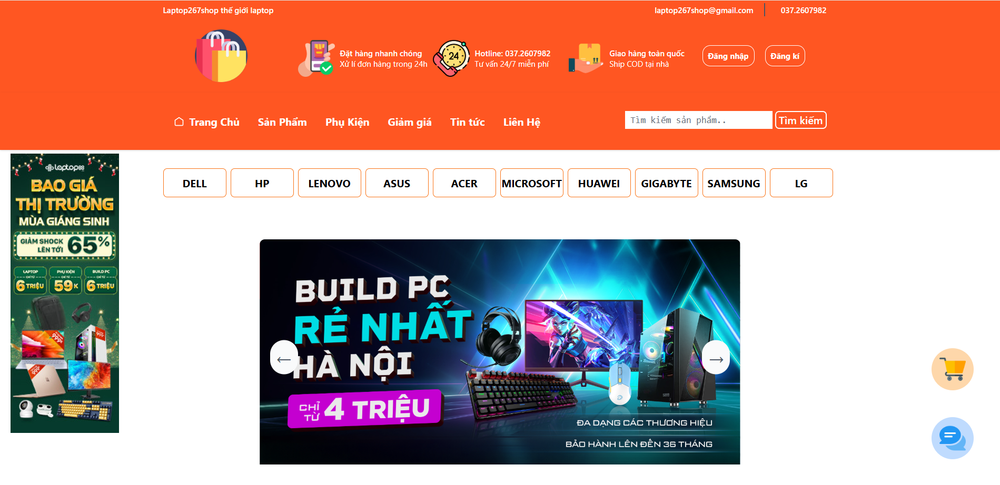 Laptop267shop thế giới laptop
laptop267shop@gmail.com
037.2607982
Đặt hàng nhanh chóng
Xử lí đơn hàng trong 24h
24
Hotline: 037.2607982
Tư vấn 24/7 miễn phí
Giao hàng toàn quốc
Ship COD tại nhà
Đăng nhập
Đăng kí
Trang Chủ
Sản Phẩm
Phụ Kiện
Giảm giá
Tin tức
Liên Hệ
Tìm kiếm sản phẩm..
Tìm kiếm
laptop88
BAO GIÁ
THỊ TRƯỜNG
MÙA GIÁNG SINH
GIẢM SHOCK
LÊN TỚI
65%
LAPTOP
CHỈ TỪ
6 TRIỆU
PHỤ KIỆN
CHỈ TỪ
59K
BUILD PC
CHỈ TỪ
6 TRIỆU
DELL
HP
LENOVO
ASUS
ACER
MICROSOFT
HUAWEI
GIGABYTE
SAMSUNG
LG
BUILD PC
RẺ NHẤT
HÀ NỘI
CHỈ TỪ 4 TRIỆU
ĐA DẠNG CÁC THƯƠNG HIỆU
BẢO HÀNH LÊN ĐẾN 36 THÁNG